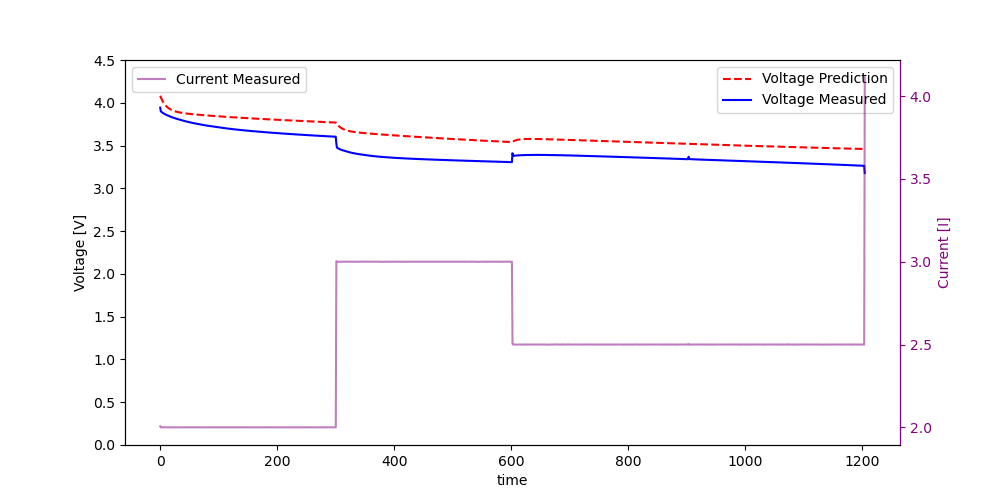 Current Measured
Voltage Prediction
Voltage Measured
Voltage [V]
4.5
4.0
3.5
3.0
2.5
2.0
1.5
1.0
0.5
0.0
0 200 400 600 800 1000 1200
time
4.0
3.5
3.0
2.5
2.0
Current [I]